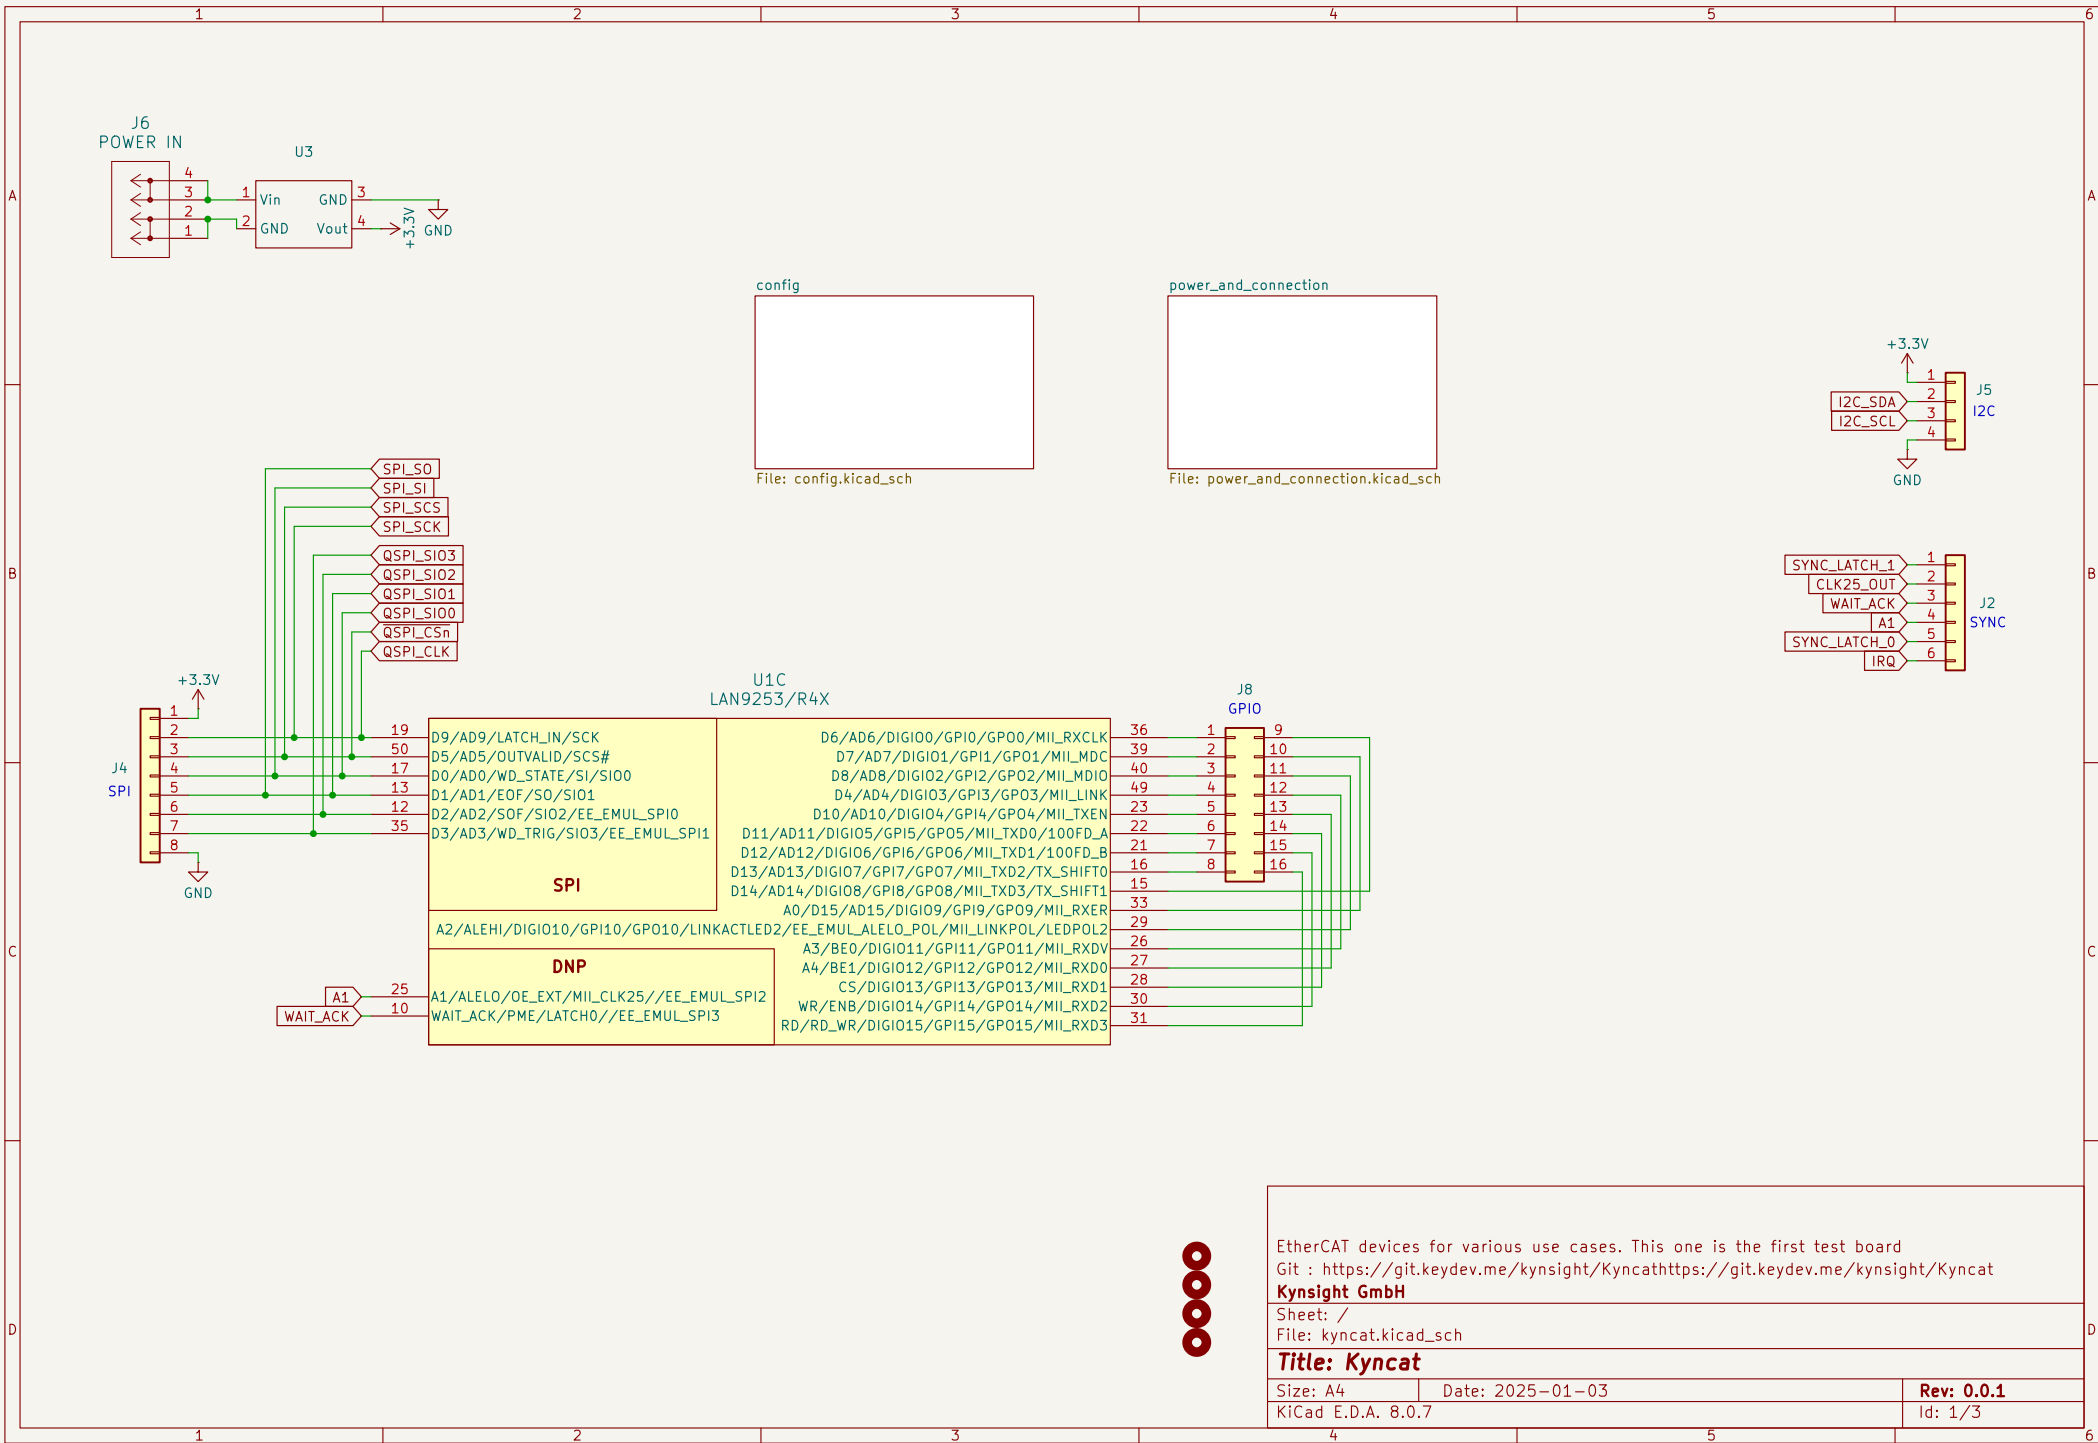 1 2 3 4 5 6
A A
B B
C C
D D
J6
POWER IN
4
3
2
1
U3
1 Vin GND 3
2 GND Vout 4
+3.3V
GND
config
File: config.kicad_sch
power_and_connection
File: power_and_connection.kicad_sch
+3.3V
1
I2C_SDA 2
I2C_SCL 3
4
GND
J5
I2C
SYNC_LATCH_1 1
CLK25_OUT 2
WAIT_ACK 3
A1 4
SYNC_LATCH_0 5
IRQ 6
J2
SYNC
SPI_SO
SPI_SI
SPI_SCS
SPI_SCK
QSPI_SIO3
QSPI_SIO2
QSPI_SIO1
QSPI_SIO0
QSPI_CSn
QSPI_CLK
+3.3V
J4
SPI
1
2
3
4
5
6
7
8
GND
U1C
LAN9253/R4X
19 D9/AD9/LATCH_IN/SCK
50 D5/AD5/OUTVALID/SCS#
17 D0/AD0/WD_STATE/SI/SIO0
13 D1/AD1/EOF/SO/SIO1
12 D2/AD2/SOF/SIO2/EE_EMUL_SPI0
35 D3/AD3/WD_TRIG/SIO3/EE_EMUL_SPI1
SPI
DNP
A1 25 A1/ALELO/OE_EXT/MII_CLK25//EE_EMUL_SPI2
WAIT_ACK 10 WAIT_ACK/PME/LATCH0//EE_EMUL_SPI3
D6/AD6/DIGIO0/GPI0/GPO0/MII_RXCLK 36
D7/AD7/DIGIO1/GPI1/GPO1/MII_MDC 39
D8/AD8/DIGIO2/GPI2/GPO2/MII_MDIO 40
D4/AD4/DIGIO3/GPI3/GPO3/MII_LINK 49
D10/AD10/DIGIO4/GPI4/GPO4/MII_TXEN 23
D11/AD11/DIGIO5/GPI5/GPO5/MII_TXD0/100FD_A 22
D12/AD12/DIGIO6/GPI6/GPO6/MII_TXD1/100FD_B 21
D13/AD13/DIGIO7/GPI7/GPO7/MII_TXD2/TX_SHIFT0 16
D14/AD14/DIGIO8/GPI8/GPO8/MII_TXD3/TX_SHIFT1 15
A0/D15/AD15/DIGIO9/GPI9/GPO9/MII_RXER 33
A2/ALEHI/DIGIO10/GPI10/GPO10/LINKACTLED2/EE_EMUL_ALELO_POL/MII_LINKPOL/LEDPOL2 29
A3/BE0/DIGIO11/GPI11/GPO11/MII_RXDV 26
A4/BE1/DIGIO12/GPI12/GPO12/MII_RXD0 27
CS/DIGIO13/GPI13/GPO13/MII_RXD1 28
WR/ENB/DIGIO14/GPI14/GPO14/MII_RXD2 30
RD/RD_WR/DIGIO15/GPI15/GPO15/MII_RXD3 31
J8
GPIO
1 9
2 10
3 11
4 12
5 13
6 14
7 15
8 16
EtherCAT devices for various use cases. This one is the first test board
Git : https://git.keydev.me/kynsight/Kyncathttps://git.keydev.me/kynsight/Kyncat
Kynsight GmbH
Sheet: /
File: kyncat.kicad_sch
Title: Kyncat
Size: A4 Date: 2025-01-03 Rev: 0.0.1
KiCad E.D.A. 8.0.7 Id: 1/3
1 2 3 4 5 6